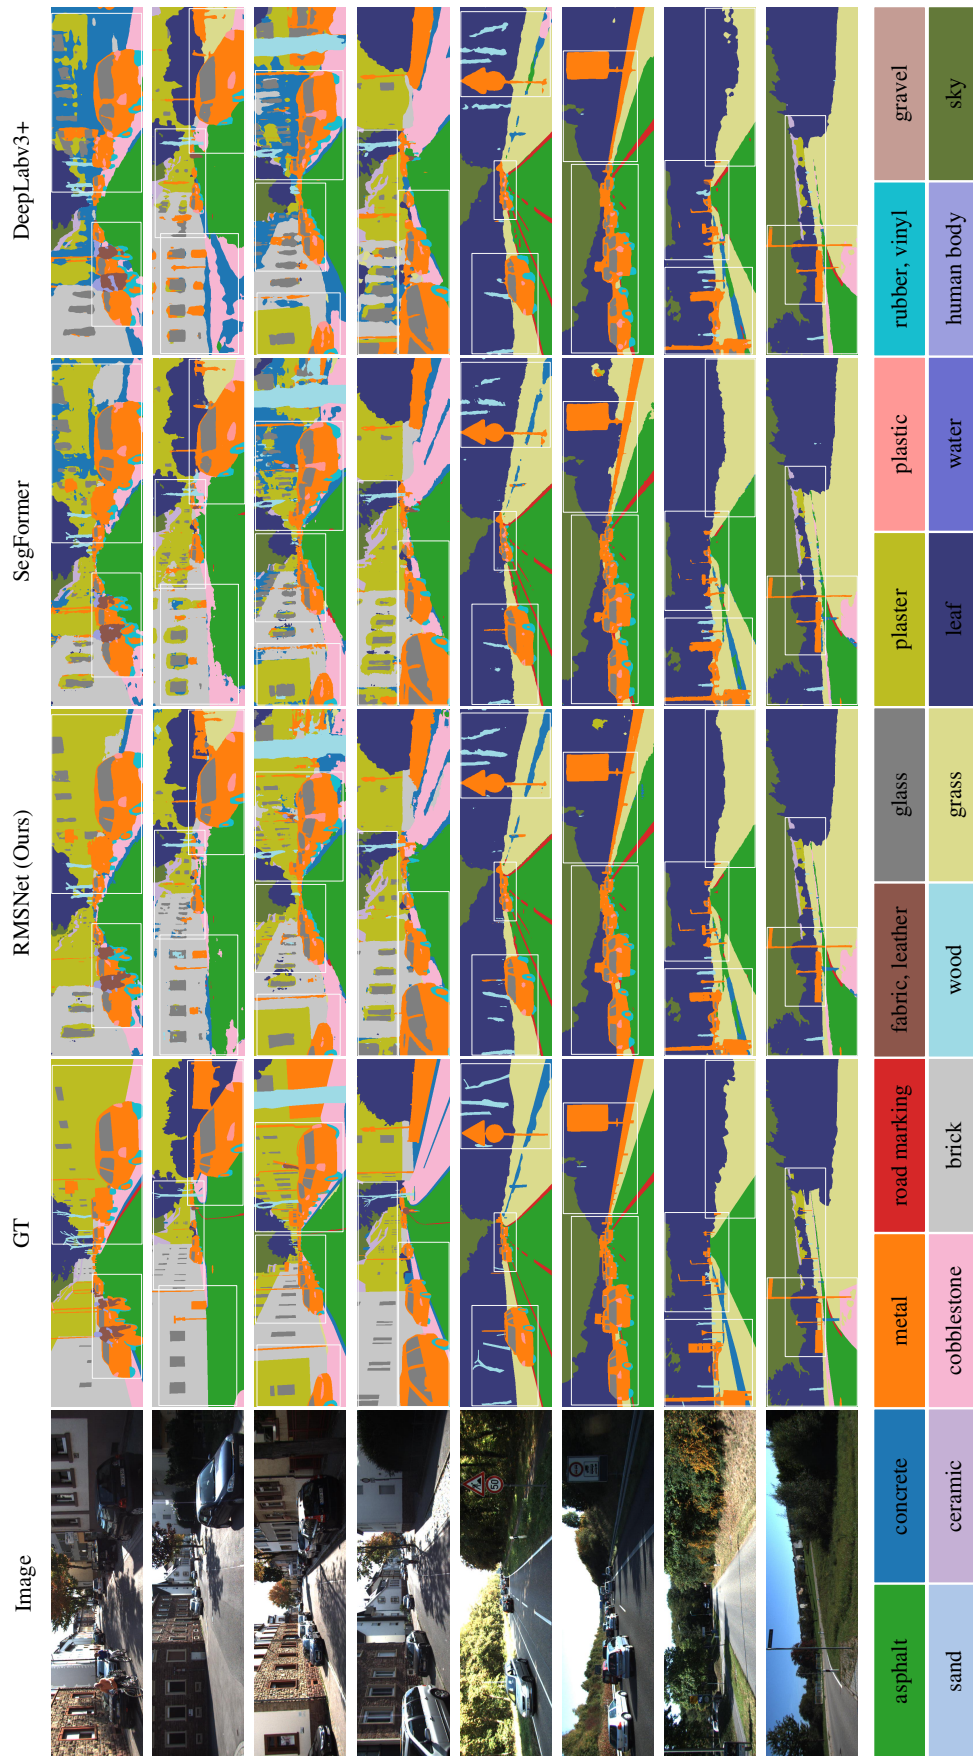 Image GT RMSNet (Ours) SegFormer DeepLabv3+
50
asphalt concrete metal road marking fabric, leather glass plaster plastic rubber, vinyl gravel
sand ceramic cobblestone brick wood grass leaf water human body sky